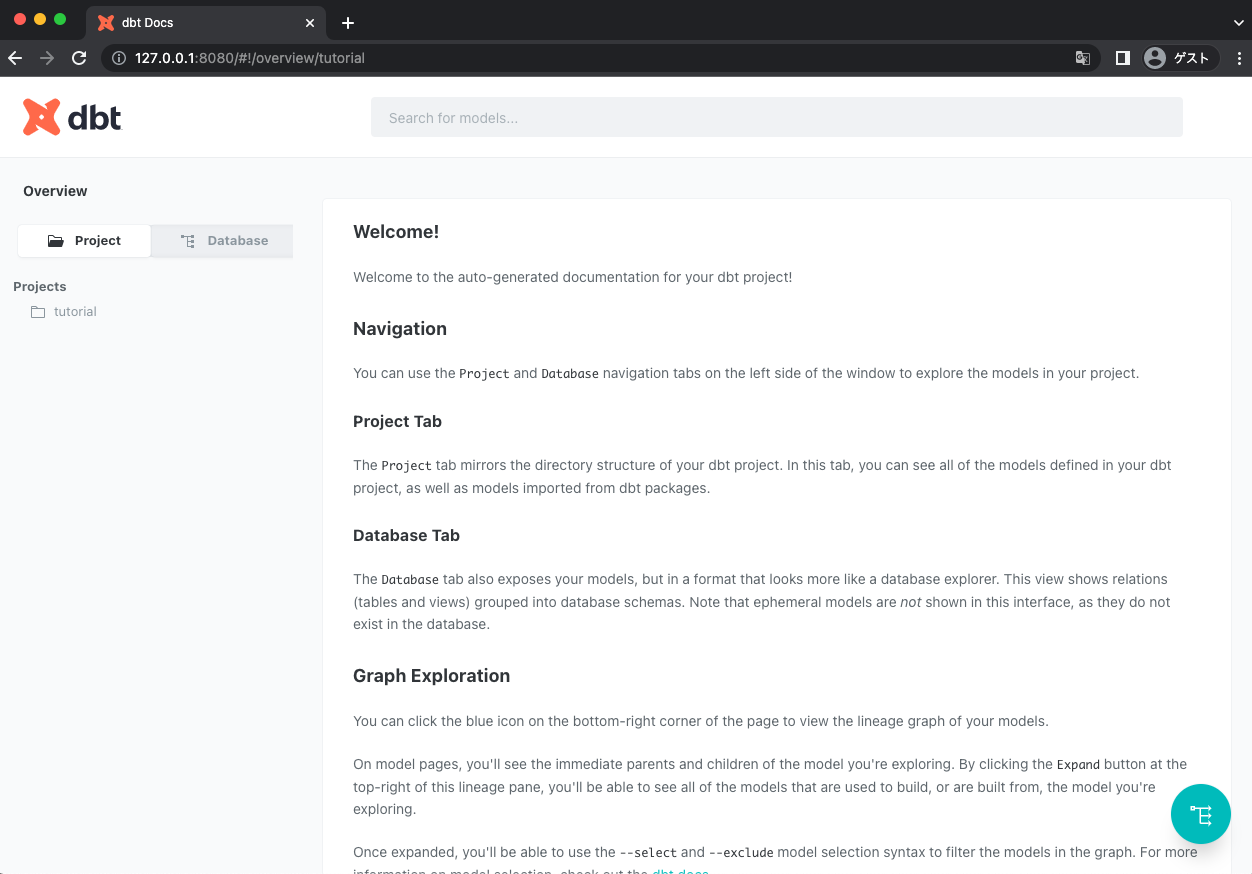 dbt Docs
127.0.0.1:8080/#!/overview/tutorial
ゲスト
dbt
Search for models...
Overview
Project
Database
Projects
tutorial
Welcome!
Welcome to the auto-generated documentation for your dbt project!
Navigation
You can use the Project and Database navigation tabs on the left side of the window to explore the models in your project.
Project Tab
The Project tab mirrors the directory structure of your dbt project. In this tab, you can see all of the models defined in your dbt
project, as well as models imported from dbt packages.
Database Tab
The Database tab also exposes your models, but in a format that looks more like a database explorer. This view shows relations
(tables and views) grouped into database schemas. Note that ephemeral models are not shown in this interface, as they do not
exist in the database.
Graph Exploration
You can click the blue icon on the bottom-right corner of the page to view the lineage graph of your models.
On model pages, you'll see the immediate parents and children of the model you're exploring. By clicking the Expand button at the
top-right of this lineage pane, you'll be able to see all of the models that are used to build, or are built from, the model you're
exploring.
Once expanded, you'll be able to use the --select and --exclude model selection syntax to filter the models in the graph. For more
information on model selection, check out the dbt docs.